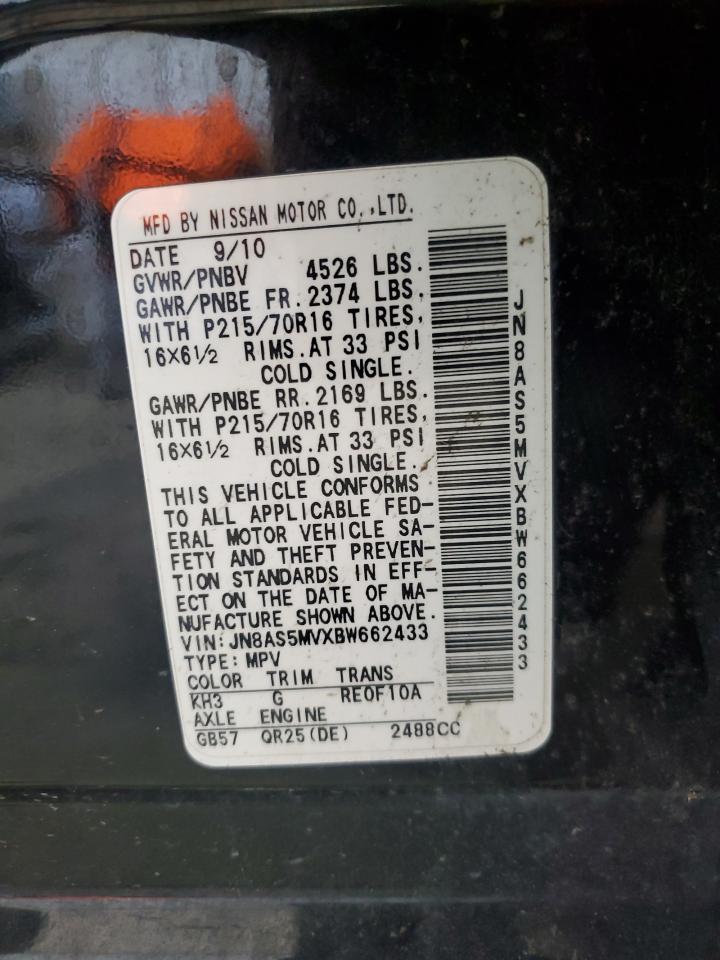 MFD BY NISSAN MOTOR CO.,LTD.
DATE 9/10
GVWR/PNBV 4526 LBS.
GAWR/PNBE FR.2374 LBS.
WITH P215/70R16 TIRES,
16X61/2 RIMS.AT 33 PSI
COLD SINGLE.
GAWR/PNBE RR.2169 LBS.
WITH P215/70R16 TIRES,
16X61/2 RIMS.AT 33 PSI
COLD SINGLE.
THIS VEHICLE CONFORMS
TO ALL APPLICABLE FED-
ERAL MOTOR VEHICLE SA-
FETY AND THEFT PREVEN-
TION STANDARDS IN EFF-
ECT ON THE DATE OF MA-
NUFACTURE SHOWN ABOVE.
VIN:JN8AS5MVXBW662433
TYPE:MPV
COLOR TRIM TRANS
KH3 G RE0F10A
AXLE ENGINE
GB57 QR25(DE) 2488CC
JN8AS5MVXBW662433